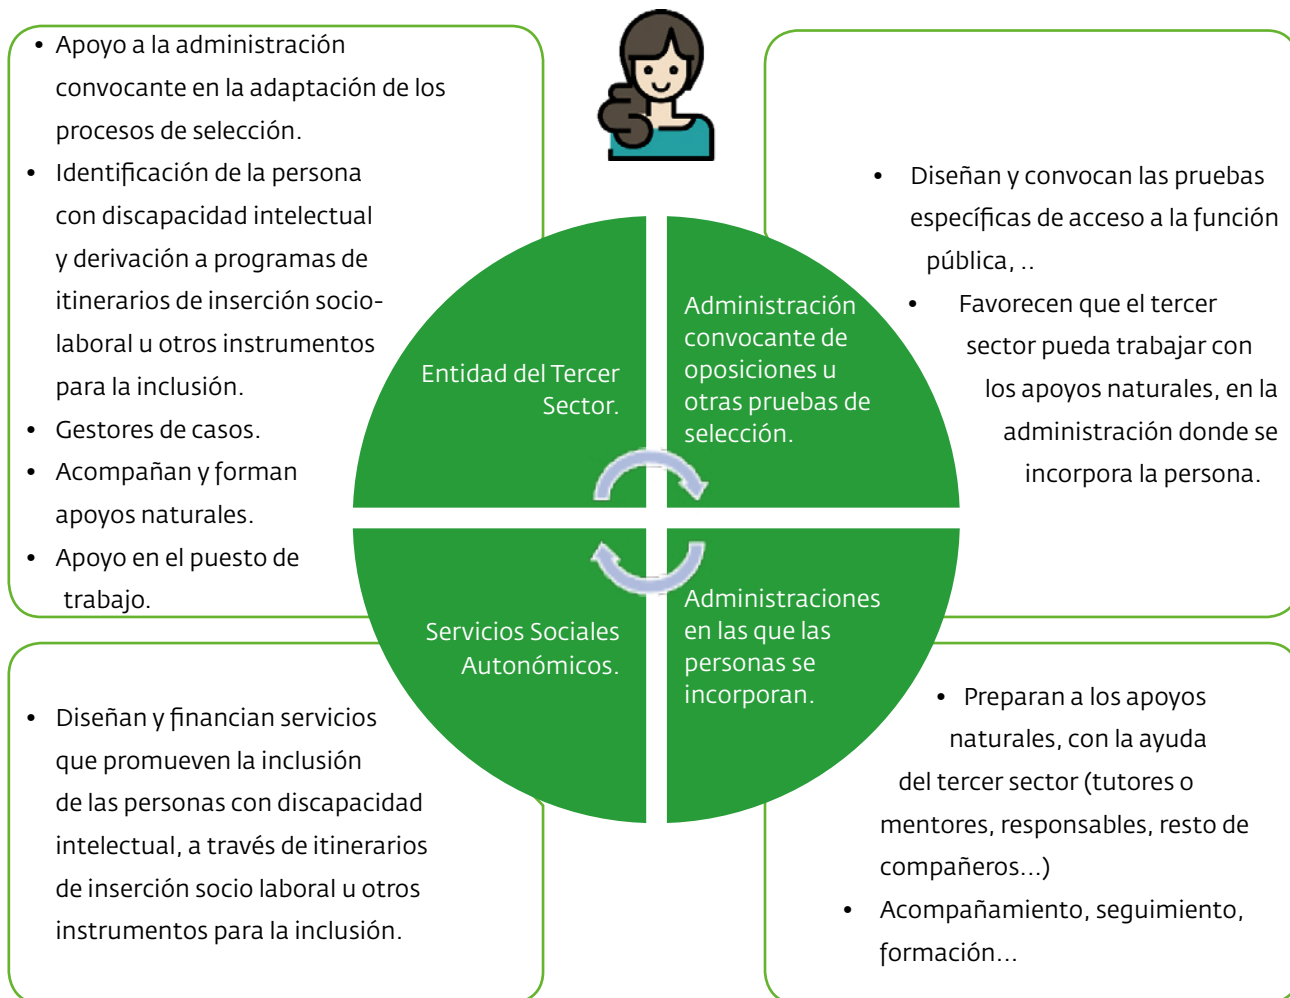 • Apoyo a la administración
convocante en la adaptación de los
procesos de selección.
• Identificación de la persona
con discapacidad intelectual
y derivación a programas de
itinerarios de inserción socio-
laboral u otros instrumentos
para la inclusión.
• Gestores de casos.
• Acompañan y forman
apoyos naturales.
• Apoyo en el puesto de
trabajo.
Entidad del Tercer
Sector.
Administración
convocante de
oposiciones u
otras pruebas de
selección.
• Diseñan y convocan las pruebas
específicas de acceso a la función
pública, ..
• Favorecen que el tercer
sector pueda trabajar con
los apoyos naturales, en la
administración donde se
incorpora la persona.
• Diseñan y financian servicios
que promueven la inclusión
de las personas con discapacidad
intelectual, a través de itinerarios
de inserción socio laboral u otros
instrumentos para la inclusión.
Servicios Sociales
Autonómicos.
Administraciones
en las que las
personas se
incorporan.
• Preparan a los apoyos
naturales, con la ayuda
del tercer sector (tutores o
mentores, responsables, resto de
compañeros...)
• Acompañamiento, seguimiento,
formación...